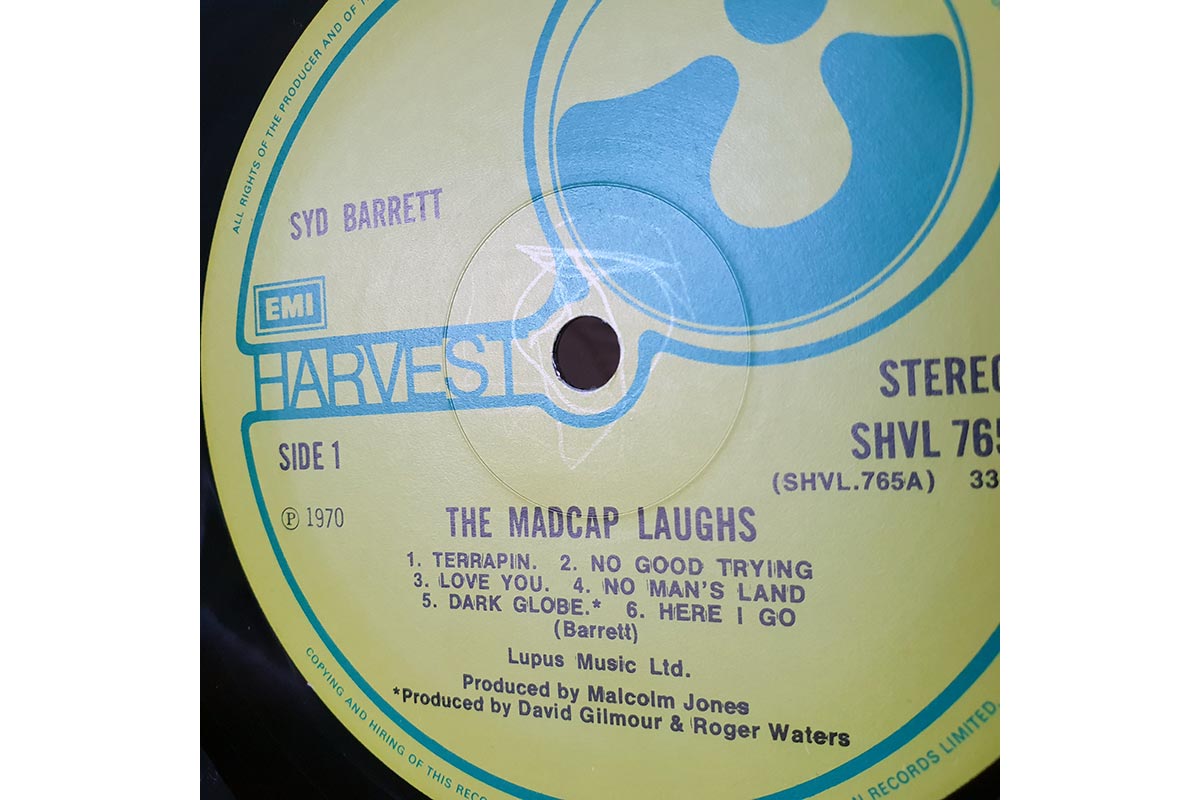 ALL RIGHTS OF THE PRODUCER AND OF
SYD BARRETT
EMI
HARVEST
STEREO
SIDE 1
SHVL 765
(SHVL.765A) 33
℗ 1970
THE MADCAP LAUGHS
1. TERRAPIN. 2. NO GOOD TRYING
3. LOVE YOU. 4. NO MAN'S LAND
5. DARK GLOBE.* 6. HERE I GO
(Barrett)
Lupus Music Ltd.
Produced by Malcolm Jones
*Produced by David Gilmour & Roger Waters
COPYING AND HIRING OF THIS
RECORDS LIMITED.